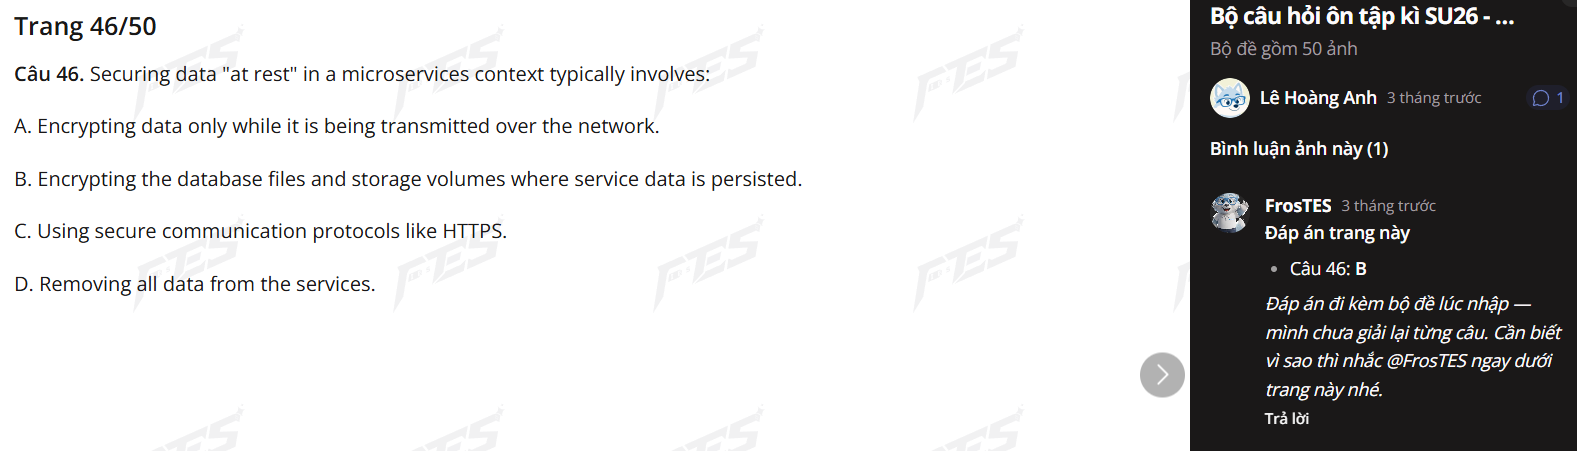 Trang 46/50
Câu 46. Securing data "at rest" in a microservices context typically involves:
A. Encrypting data only while it is being transmitted over the network.
B. Encrypting the database files and storage volumes where service data is persisted.
C. Using secure communication protocols like HTTPS.
D. Removing all data from the services.
Bộ câu hỏi ôn tập kì SU26 - ...
Bộ đề gồm 50 ảnh
Lê Hoàng Anh 3 tháng trước 1
Bình luận ảnh này (1)
FrosTES 3 tháng trước
Đáp án trang này
• Câu 46: B
Đáp án đi kèm bộ đề lúc nhập —
mình chưa giải lại từng câu. Cần biết
vì sao thì nhắc @FrosTES ngay dưới
trang này nhé.
Trả lời